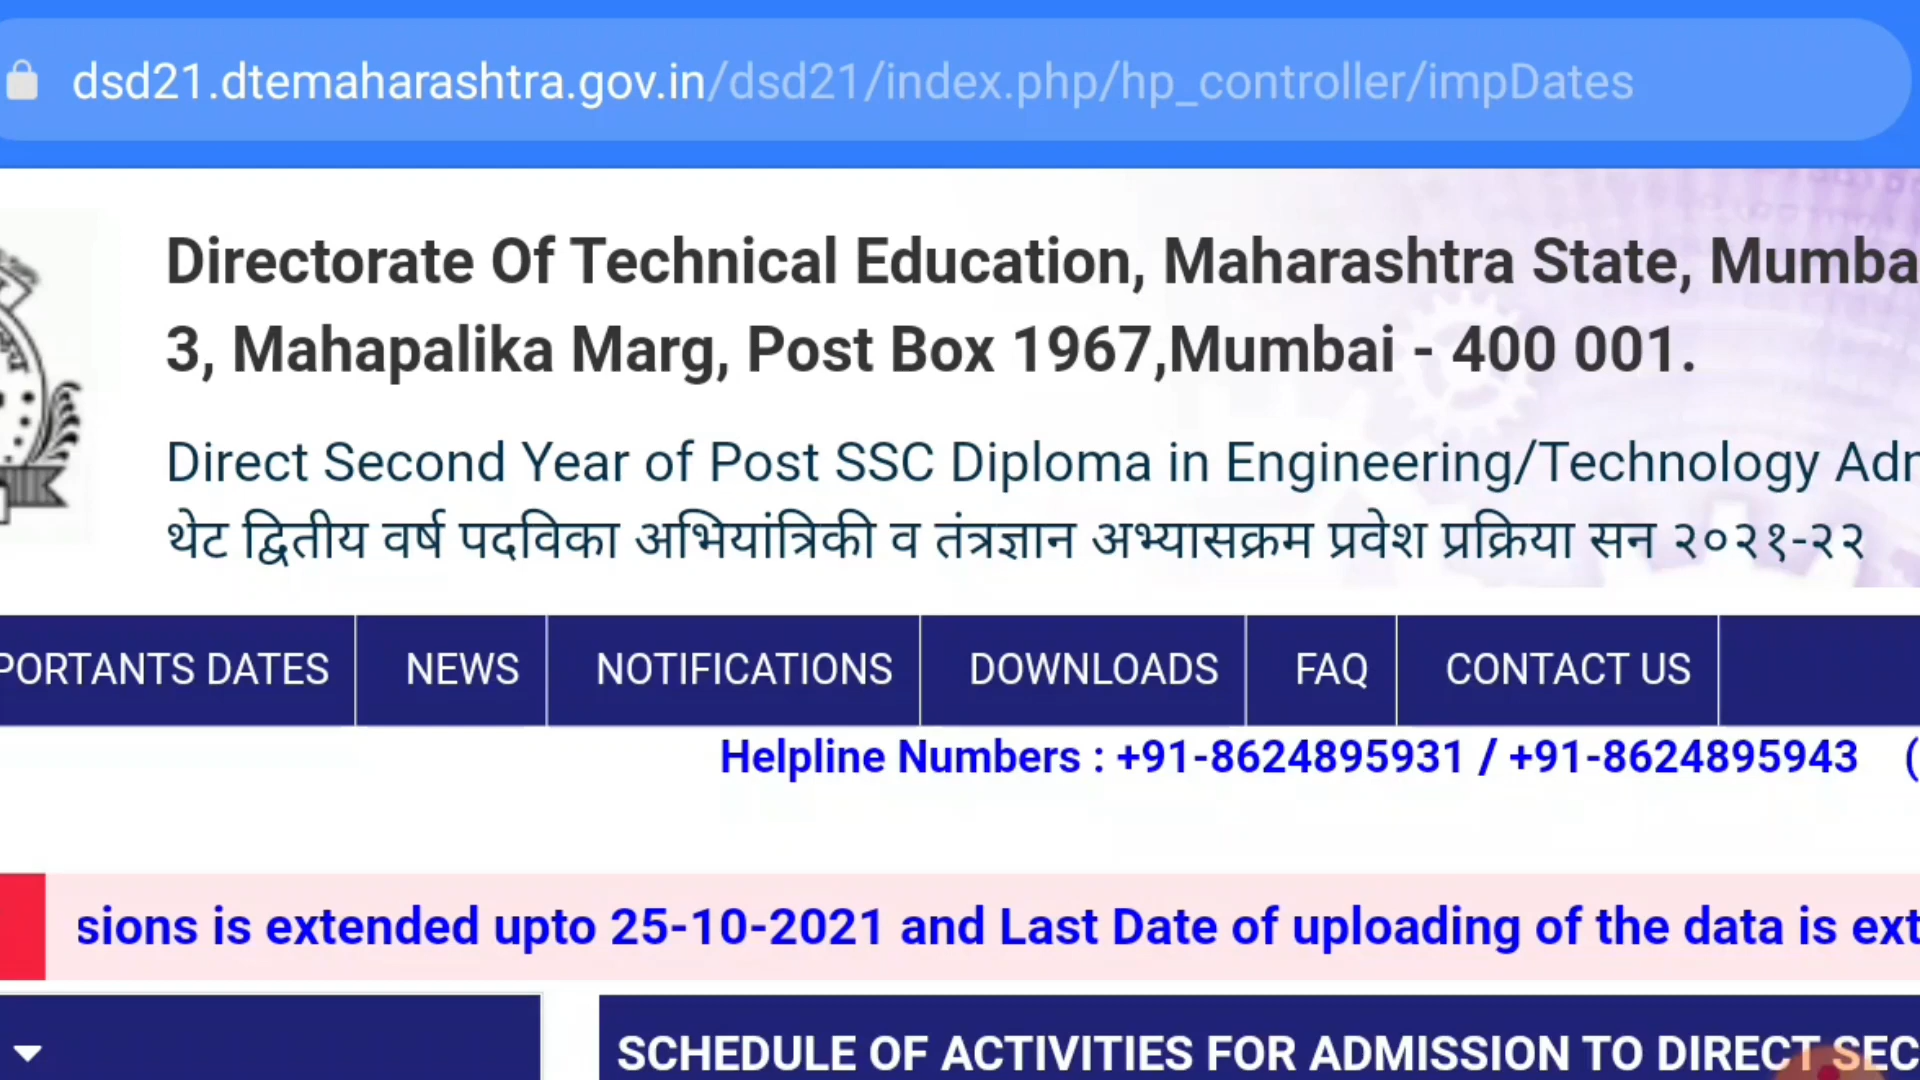 dsd21.dtemaharashtra.gov.in/dsd21/index.php/hp_controller/impDates
Directorate Of Technical Education, Maharashtra State, Mumba
3, Mahapalika Marg, Post Box 1967,Mumbai - 400 001.
Direct Second Year of Post SSC Diploma in Engineering/Technology Adm
थेट द्वितीय वर्ष पदविका अभियांत्रिकी व तंत्रज्ञान अभ्यासक्रम प्रवेश प्रक्रिया सन २०२१-२२
PORTANTS DATES NEWS NOTIFICATIONS DOWNLOADS FAQ CONTACT US
Helpline Numbers : +91-8624895931 / +91-8624895943 (
sions is extended upto 25-10-2021 and Last Date of uploading of the data is ext
SCHEDULE OF ACTIVITIES FOR ADMISSION TO DIRECT SEC